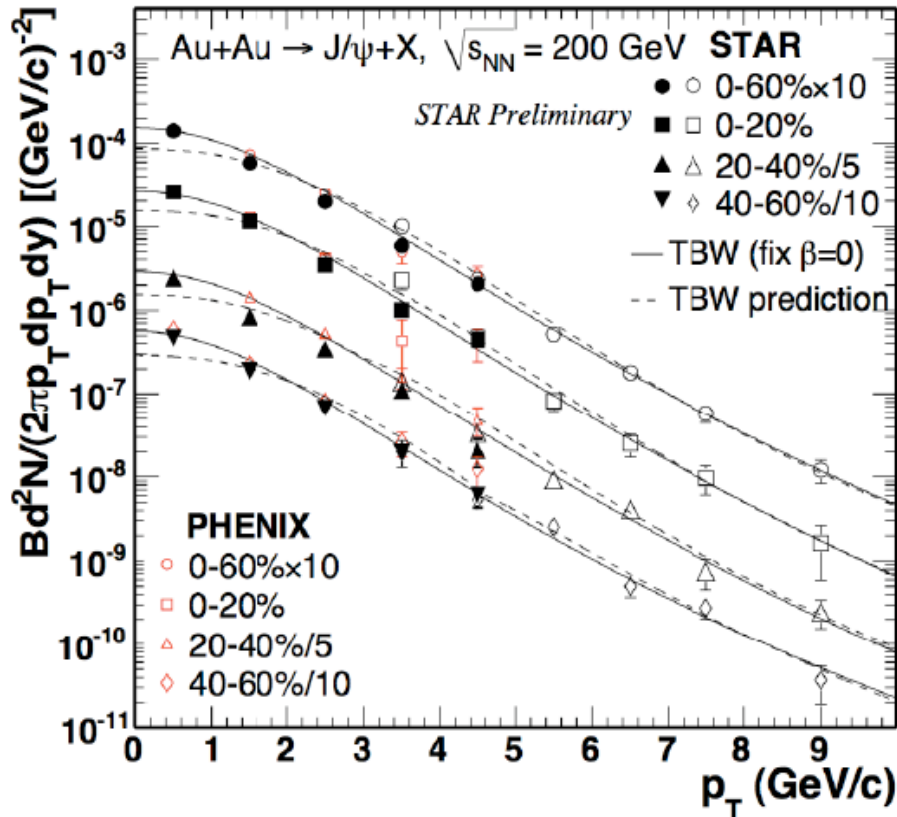 Au+Au → J/ψ+X, √s_NN = 200 GeV
STAR
STAR Preliminary
0-60%×10
0-20%
20-40%/5
40-60%/10
TBW (fix β=0)
TBW prediction
PHENIX
0-60%×10
0-20%
20-40%/5
40-60%/10
Bd²N/(2πp_T dp_T dy) [(GeV/c)⁻²]
10⁻³
10⁻⁴
10⁻⁵
10⁻⁶
10⁻⁷
10⁻⁸
10⁻⁹
10⁻¹⁰
10⁻¹¹
0 1 2 3 4 5 6 7 8 9
p_T (GeV/c)